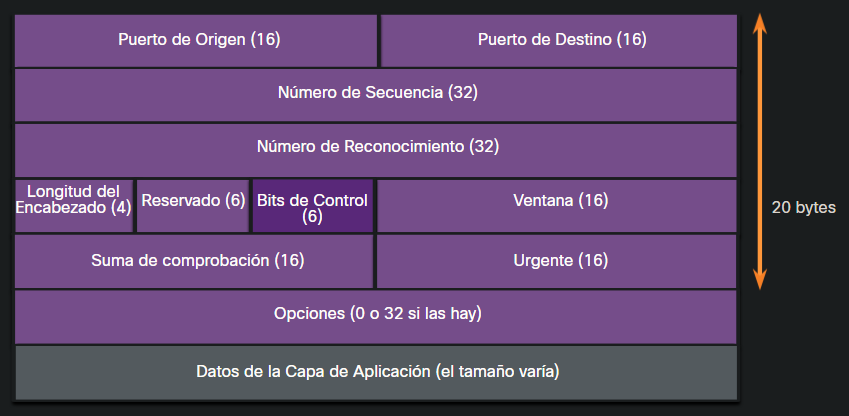 Puerto de Origen (16)
Puerto de Destino (16)
Número de Secuencia (32)
Número de Reconocimiento (32)
Longitud del
Encabezado (4)
Reservado (6)
Bits de Control
(6)
Ventana (16)
20 bytes
Suma de comprobación (16)
Urgente (16)
Opciones (0 o 32 si las hay)
Datos de la Capa de Aplicación (el tamaño varía)